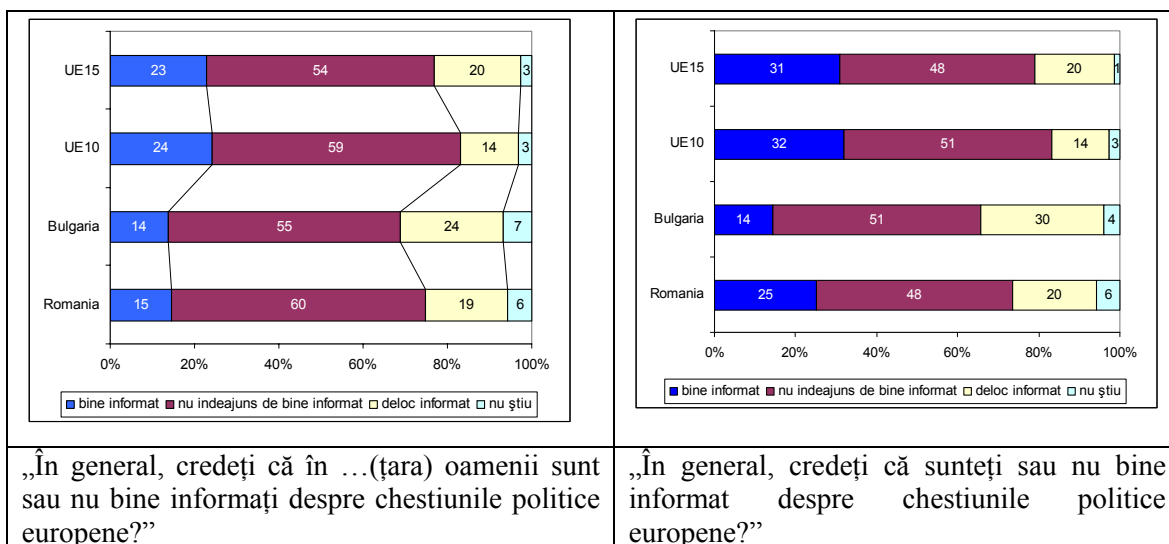 UE15 23 54 20 3
UE10 24 59 14 3
Bulgaria 14 55 24 7
Romania 15 60 19 6
0% 20% 40% 60% 80% 100%
bine informat nu indeajuns de bine informat deloc informat nu ştiu
UE15 31 48 20 1
UE10 32 51 14 3
Bulgaria 14 51 30 4
Romania 25 48 20 6
0% 20% 40% 60% 80% 100%
bine informat nu indeajuns de bine informat deloc informat nu ştiu
„În general, credeți că în …(țara) oamenii sunt
sau nu bine informați despre chestiunile politice
europene?”
„În general, credeți că sunteți sau nu bine
informat despre chestiunile politice
europene?”